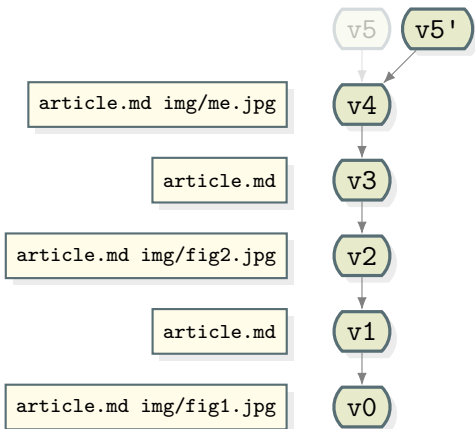 v5 v5'
article.md img/me.jpg v4
article.md v3
article.md img/fig2.jpg v2
article.md v1
article.md img/fig1.jpg v0